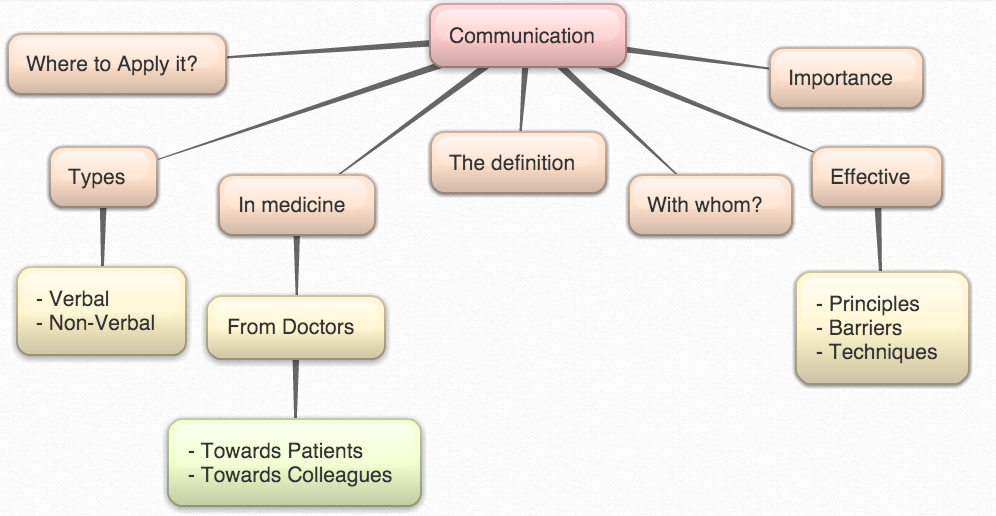 Communication
Where to Apply it?
Importance
Types
In medicine
The definition
With whom?
Effective
- Verbal
- Non-Verbal
From Doctors
- Principles
- Barriers
- Techniques
- Towards Patients
- Towards Colleagues